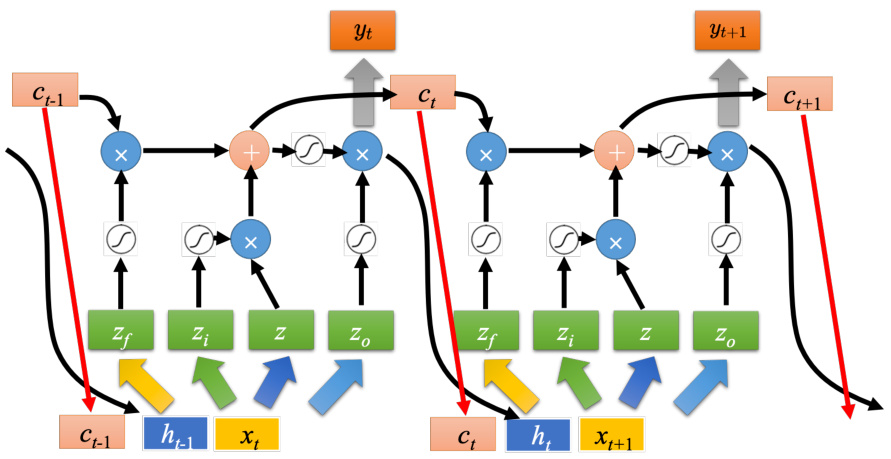 y_t
y_{t+1}
c_{t-1}
c_t
c_{t+1}
×
+
×
×
+
×
×
×
z_f
z_i
z
z_o
z_f
z_i
z
z_o
c_{t-1}
h_{t-1}
x_t
c_t
h_t
x_{t+1}